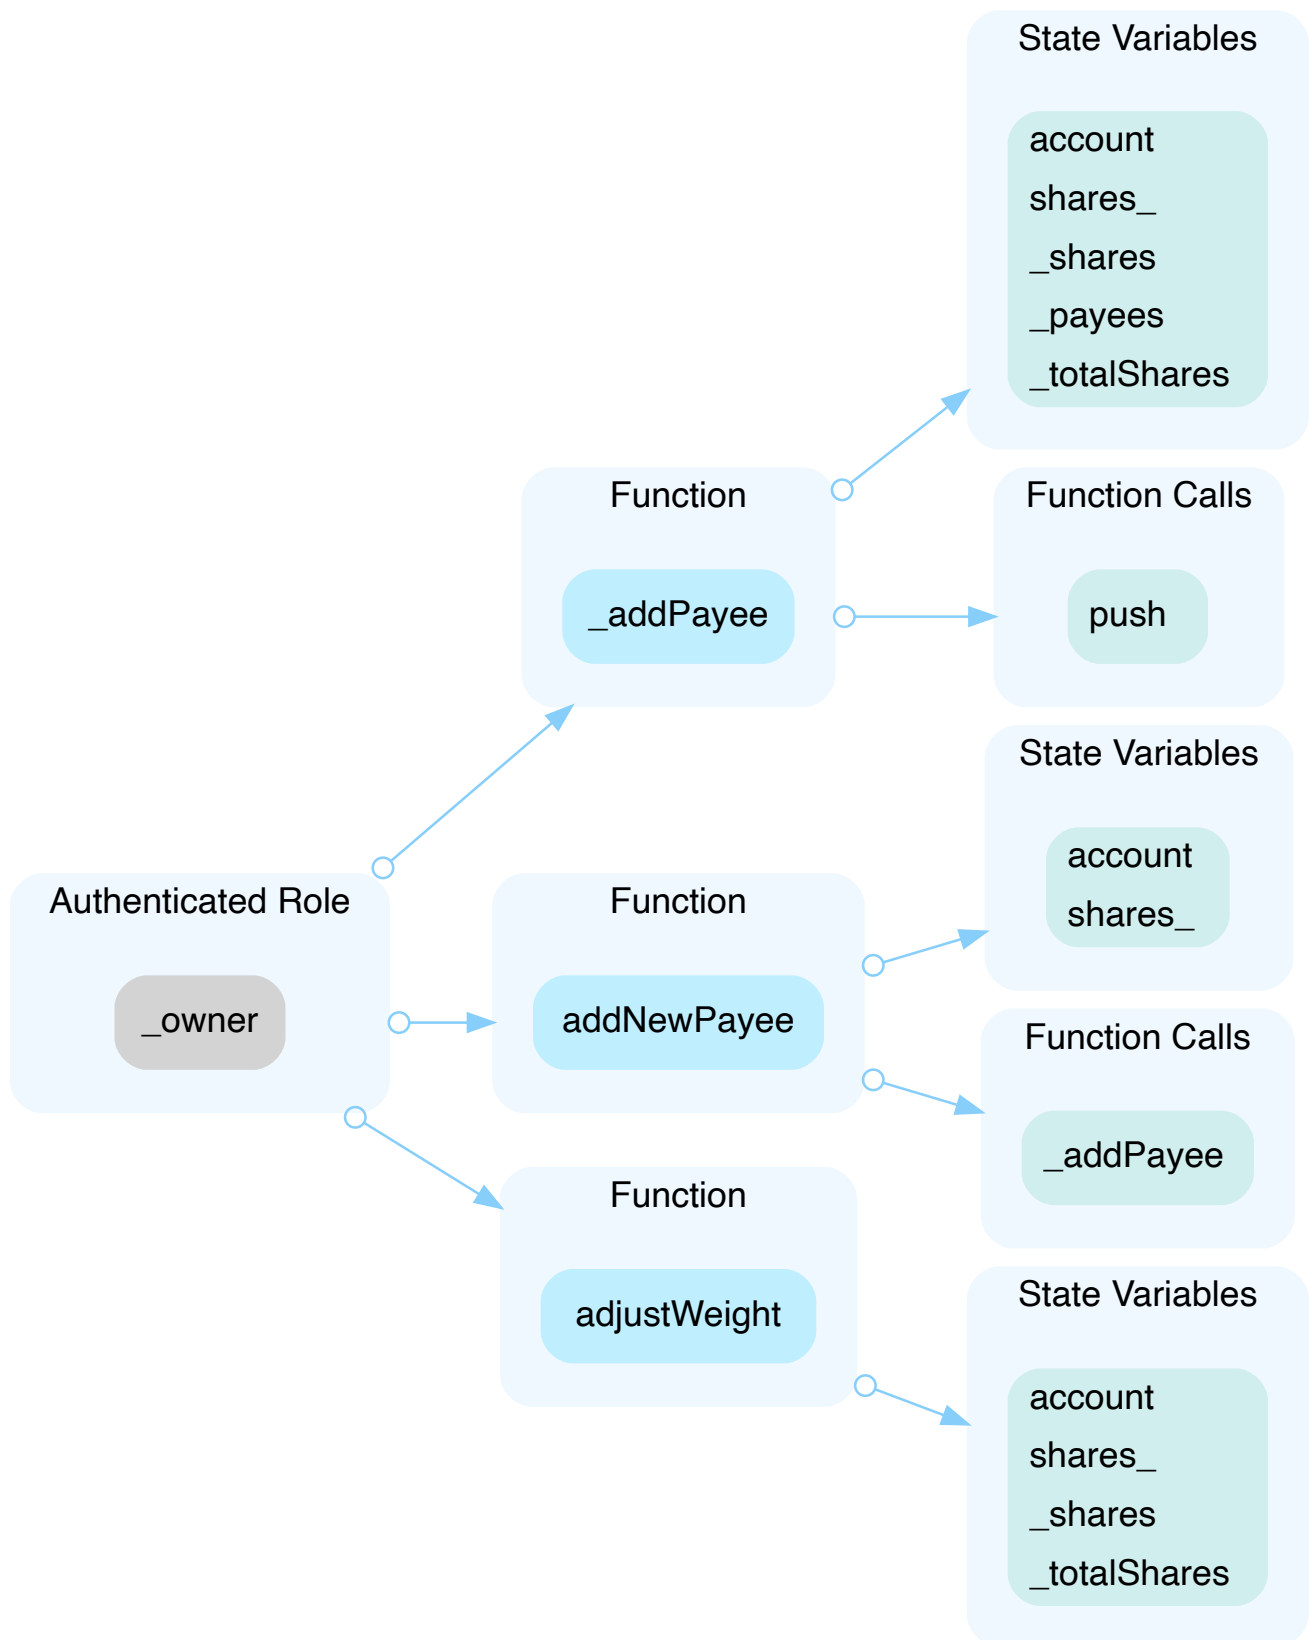 State Variables
account
shares_
_shares
_payees
_totalShares
Function
_addPayee
Function Calls
push
State Variables
account
shares_
Authenticated Role
_owner
Function
addNewPayee
Function Calls
_addPayee
Function
adjustWeight
State Variables
account
shares_
_shares
_totalShares